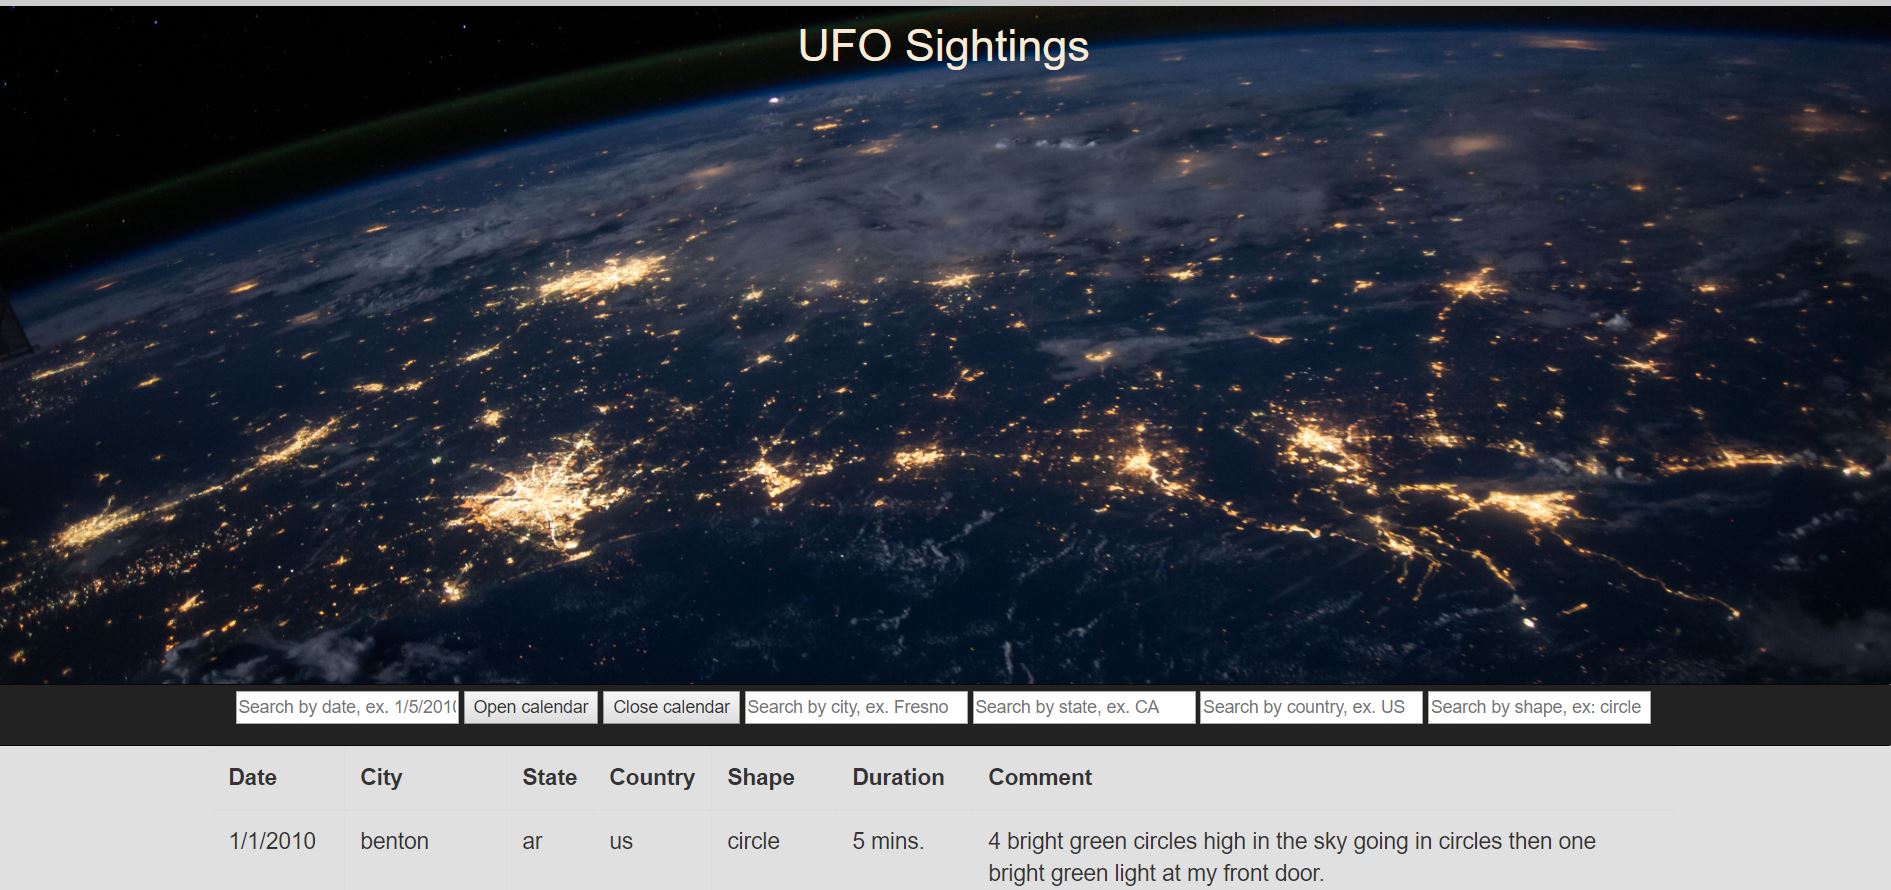 UFO Sightings
Search by date, ex. 1/5/2010 Open calendar Close calendar Search by city, ex. Fresno Search by state, ex. CA Search by country, ex. US Search by shape, ex: circle
Date City State Country Shape Duration Comment
1/1/2010 benton ar us circle 5 mins. 4 bright green circles high in the sky going in circles then one
bright green light at my front door.